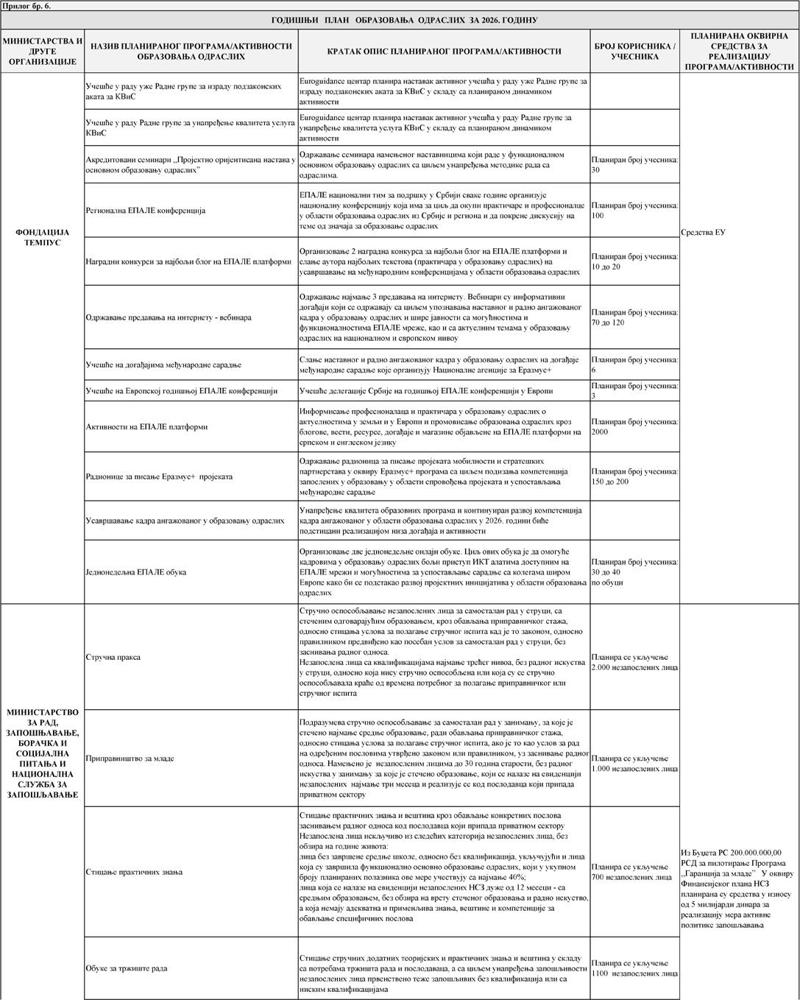 Прилог бр. 6.
ГОДИШЊИ ПЛАН ОБРАЗОВАЊА ОДРАСЛИХ ЗА 2026. ГОДИНУ
МИНИСТАРСТВА И
ДРУГЕ
ОРГАНИЗАЦИЈЕ
НАЗИВ ПЛАНИРАНОГ ПРОГРАМА/АКТИВНОСТИ
ОБРАЗОВАЊА ОДРАСЛИХ
КРАТАК ОПИС ПЛАНИРАНОГ ПРОГРАМА/АКТИВНОСТИ
БРОЈ КОРИСНИКА /
УЧЕСНИКА
ПЛАНИРАНА ОКВИРНА
СРЕДСТВА ЗА
РЕАЛИЗАЦИЈУ
ПРОГРАМА/АКТИВНОСТИ
ФОНДАЦИЈА
ТЕМПУС
Учешће у раду уже Радне групе за израду подзаконских
аката за КВиС
Euroguidance центар планира наставак активног учешћа у раду уже Радне групе за
израду подзаконских аката за КВиС у складу са планираном динамиком
активности
Средства ЕУ
Учешће у раду Радне групе за унапређење квалитета услуга
КВиС
Euroguidance центар планира наставак активног учешћа у раду Радне групе за
унапређење квалитета услуга КВиС у складу са планираном динамиком
активности
Акредитовани семинари „Пројектно оријентисана настава у
основном образовању одраслих”
Одржавање семинара намењеног наставницима који раде у функционалном
основном образовању одраслих са циљем унапређења методике рада са
одраслима.
Планиран број учесника:
30
Регионална ЕПАЛЕ конференција
ЕПАЛЕ национални тим за подршку у Србији сваке године организује
националну конференцију која има за циљ да окупи практичаре и професионалце
у области образовања одраслих из Србије и региона и да покрене дискусију на
теме од значаја за образовање одраслих
Планиран број учесника:
100
Наградни конкурси за најбољи блог на ЕПАЛЕ платформи
Организовање 2 наградна конкурса за најбољи блог на ЕПАЛЕ платформи и
слање аутора најбољих текстова (практичара у образовању одраслих) на
усавршавање на међународним конференцијама у области образовања одраслих
Планиран број учесника:
10 до 20
Одржавање предавања на интернету - вебинара
Одржавање најмање 3 предавања на интернету. Вебинари су информативни
догађаји који се одржавају са циљем упознавања наставног и радно ангажованог
кадра у образовању одраслих и шире јавности са могућностима и
функционалностима ЕПАЛЕ мреже, као и са актуелним темама у образовању
одраслих на националном и европском нивоу
Планиран број учесника:
70 до 120
Учешће на догађајима међународне сарадње
Слање наставног и радно ангажованог кадра у образовању одраслих на догађаје
међународне сарадње које организују Националне агенције за Еразмус+
Планиран број учесника:
6
Учешће на Европској годишњој ЕПАЛЕ конференцији
Учешће делегације Србије на годишњој ЕПАЛЕ конференцији у Европи
Планиран број учесника:
3
Активности на ЕПАЛЕ платформи
Информисање професионалаца и практичара у образовању одраслих о
актуелностима у земљи и у Европи и промовисање образовања одраслих кроз
блогове, вести, ресурсе, догађаје и магазине објављене на ЕПАЛЕ платформи на
српском и енглеском језику
Планиран број учесника:
2000
Радионице за писање Еразмус+ пројеката
Одржавање радионица за писање пројеката мобилности и стратешких
партнерстава у оквиру Еразмус+ програма са циљем подизања компетенција
запослених у образовању у области спровођења пројеката и успостављања
међународне сарадње
Планиран број учесника:
150 до 200
Усавршавање кадра ангажованог у образовању одраслих
Унапређење квалитета образовних програма и континуиран развој компетенција
кадра ангажованог у области образовања одраслих у 2026. години биће
подстицани реализацијом низа догађаја и активности
Једнонедељна ЕПАЛЕ обука
Организовање две једнонедељне онлајн обуке. Циљ ових обука је да омогуће
кадровима у образовању одраслих бољи приступ ИКТ алатима доступним на
ЕПАЛЕ мрежи и могућностима за успостављање сарадње са колегама широм
Европе како би се подстакао развој пројектних иницијатива у области образовања
одраслих
Планиран број учесника:
30 до 40
по обуци
МИНИСТАРСТВО
ЗА РАД,
ЗАПОШЊАВАЊЕ,
БОРАЧКА И
СОЦИЈАЛНА
ПИТАЊА И
НАЦИОНАЛНА
СЛУЖБА ЗА
ЗАПОШЉАВАЊЕ
Стручна пракса
Стручно оспособљавање незапослених лица за самосталан рад у струци, са
стеченим одговарајућим образовањем, кроз обављања приправничког стажа,
односно стицања услова за полагање стручног испита кад је то законом, односно
правилником предвиђено као посебан услов за самосталан рад у струци, без
заснивања радног односа.
Незапослена лица са квалификацијама најмање трећег нивоа, без радног искуства
у струци, односно која нису стручно оспособљена или која су се стручно
оспособљавала краће од времена потребног за полагање приправничког или
стручног испита
Планира се укључење
2.000 незапослених лица
Приправништво за младе
Подразумева стручно оспособљавање за самосталан рад у занимању, за које је
стечено најмање средње образовање, ради обављања приправничког стажа,
односно стицања услова за полагање стручног испита, ако је то као услов за рад
на одређеним пословима утврђено законом или правилником, уз заснивање радног
односа. Намењено је незапосленим лицима до 30 година старости, без радног
искуства у занимању за које је стечено образовање, који се налазе на евиденцији
незапослених најмање три месеца и реализује се код послодавца који припада
приватном сектору
Планира се укључење
1.000 незапослених лица
Стицање практичних знања
Стицање практичних знања и вештина кроз обављање конкретних послова
заснивањем радног односа код послодавца који припада приватном сектору
Незапослена лица искључиво из следећих категорија незапослених лица, без
обзира на године живота:
лица без завршене средње школе, односно без квалификација, укључујући и лица
која су завршила функционално основно образовање одраслих, који у укупном
броју планираних полазника ове мере учествују са најмање 40%;
лица која се налазе на евиденцији незапослених НСЗ дуже од 12 месеци - са
средњим образовањем, без обзира на врсту стеченог образовања и радно искуство,
а која немају адекватна и применљива знања, вештине и компетенције за
обављање специфичних послова
Планира се укључење
700 незапослених лица
Из Буџета РС 200.000.000,00
РСД за пилотирање Програма
„Гаранција за младе” У оквиру
Финансијског плана НСЗ
планирана су средства у износу
од 5 милијарди динара за
реализацију мера активне
политике запошљавања
Обуке за тржиште рада
Стицање стручних додатних теоријских и практичних знања и вештина у складу
са потребама тржишта рада и послодаваца, а са циљем унапређења запошљивости
незапослених лица првенствено теже запошљивих без квалификација или са
ниским квалификацијама
Планира се укључење
1100 незапослених лица